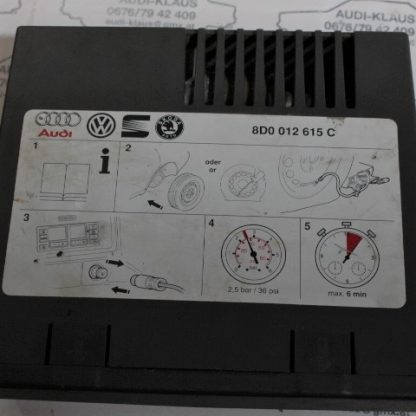 AUDI-KLAUS
0676/79 42 409
AUDI-KLAUS
0676/79 42 409
Audi
8D0 012 615 C
1
i
2
oder
or
3
4
5
2,5 bar / 36 psi
max. 6 min